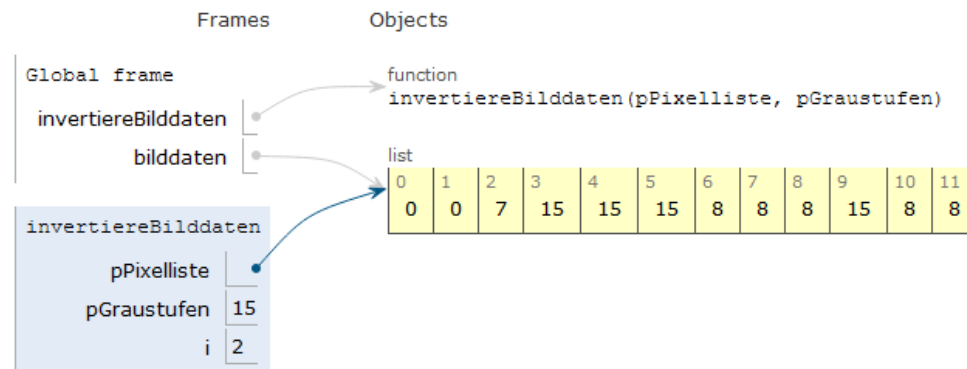 Frames Objects
Global frame
invertiereBilddaten
bilddaten
function
invertiereBilddaten(pPixelliste, pGraustufen)
list
0 1 2 3 4 5 6 7 8 9 10 11
0 0 7 15 15 15 8 8 8 15 8 8
invertiereBilddaten
pPixelliste
pGraustufen 15
i 2